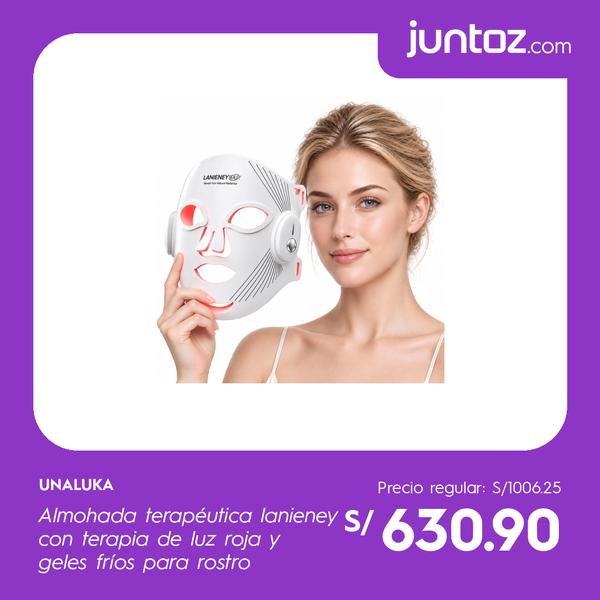 juntoz.com
LANIENEY
UNALUKA
Precio regular: S/1006.25
Almohada terapéutica lanieney
con terapia de luz roja y
geles fríos para rostro
S/ 630.90